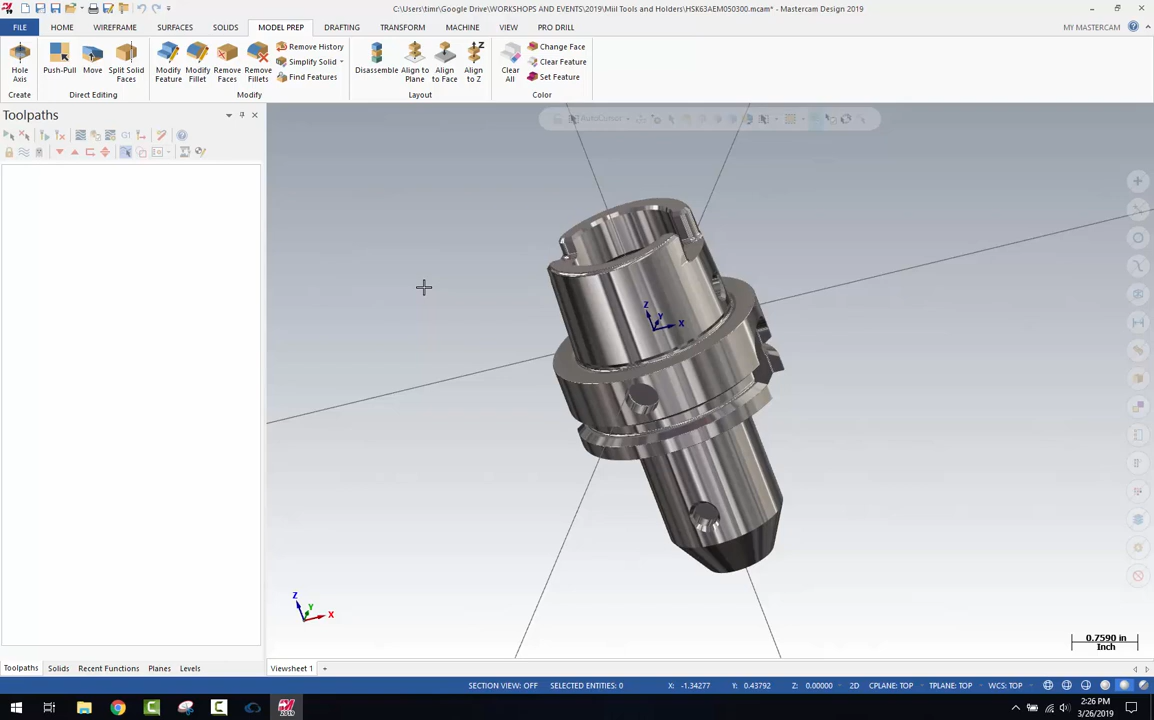 C:\Users\timr\Google Drive\WORKSHOPS AND EVENTS\2019\Mill Tools and Holders\HSK63AEM050300.mcam* - Mastercam Design 2019
FILE HOME WIREFRAME SURFACES SOLIDS MODEL PREP DRAFTING TRANSFORM MACHINE VIEW PRO DRILL MY MASTERCAM
Hole Axis
Push-Pull
Move
Split Solid Faces
Modify Feature
Modify Fillet
Remove Faces
Remove Fillets
Remove History
Simplify Solid
Find Features
Disassemble
Align to Plane
Align to Face
Align to Z
Clear All
Change Face
Clear Feature
Set Feature
Create Direct Editing Modify Layout Color
Toolpaths
AutoCursor
G1
Z
Y
X
Z
Y
X
0.7590 in
Inch
Toolpaths Solids Recent Functions Planes Levels
Viewsheet 1 +
SECTION VIEW: OFF SELECTED ENTITIES: 0 X: -1.34277 Y: 0.43792 Z: 0.00000 2D CPLANE: TOP TPLANE: TOP WCS: TOP
2019
2:26 PM
3/26/2019